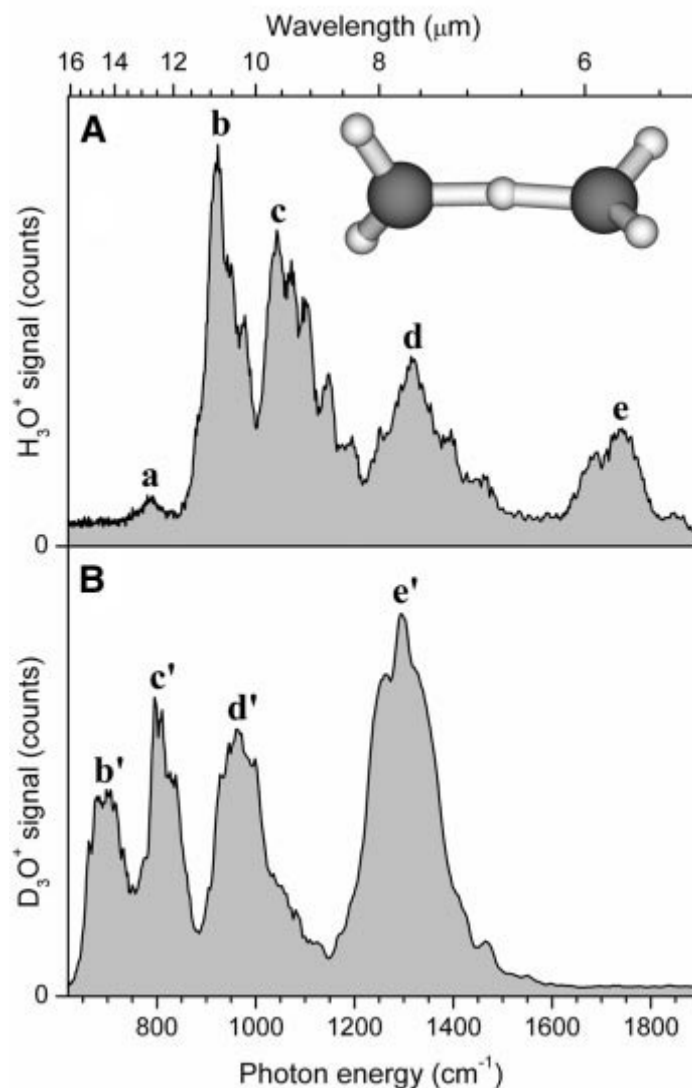 Wavelength (μm)
16 14 12 10 8 6
A
b
c
a
d
e
H₃O⁺ signal (counts)
0
B
b'
c'
d'
e'
D₃O⁺ signal (counts)
0
800 1000 1200 1400 1600 1800
Photon energy (cm⁻¹)